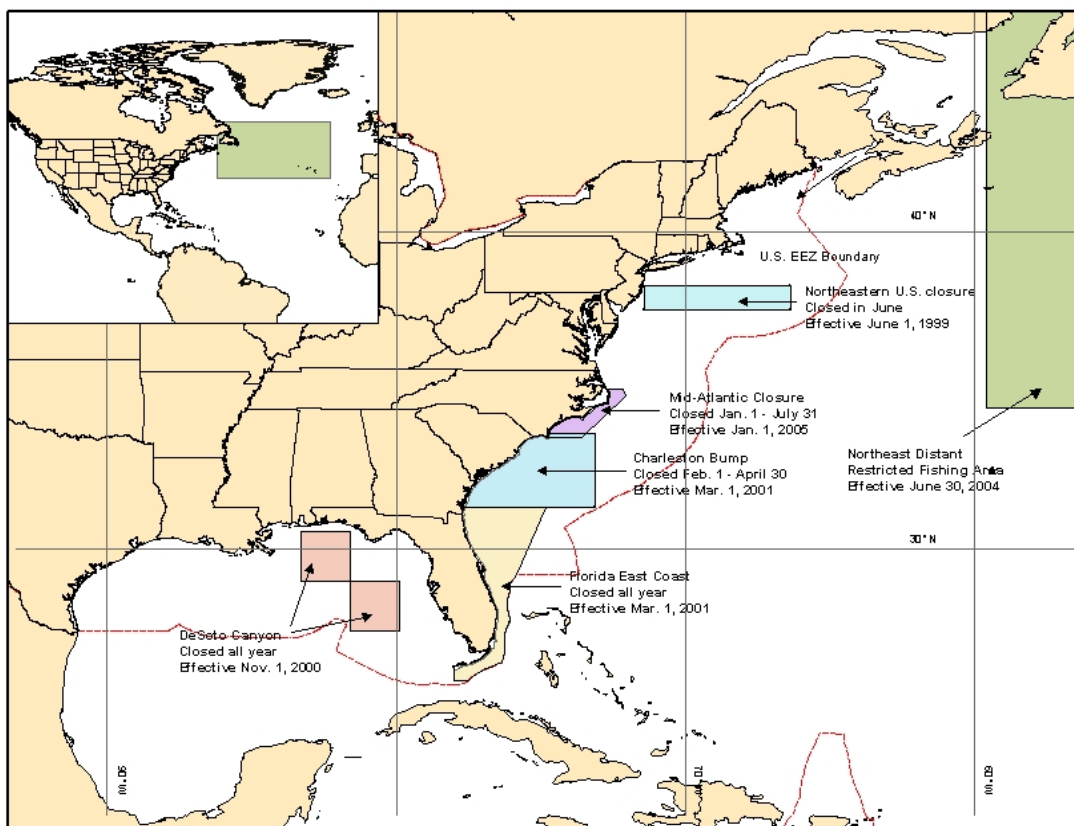 40° N
U.S. EEZ Boundary
Northeastern U.S. closure
Closed in June
Effective June 1, 1999
Mid-Atlantic Closure
Closed Jan. 1 - July 31
Effective Jan. 1, 2005
Charleston Bump
Closed Feb. 1 - April 30
Effective Mar. 1, 2001
Northeast Distant
Restricted Fishing Area
Effective June 30, 2004
30° N
Florida East Coast
Closed all year
Effective Mar. 1, 2001
DeSoto Canyon
Closed all year
Effective Nov. 1, 2000
90°W
70°W
60°W